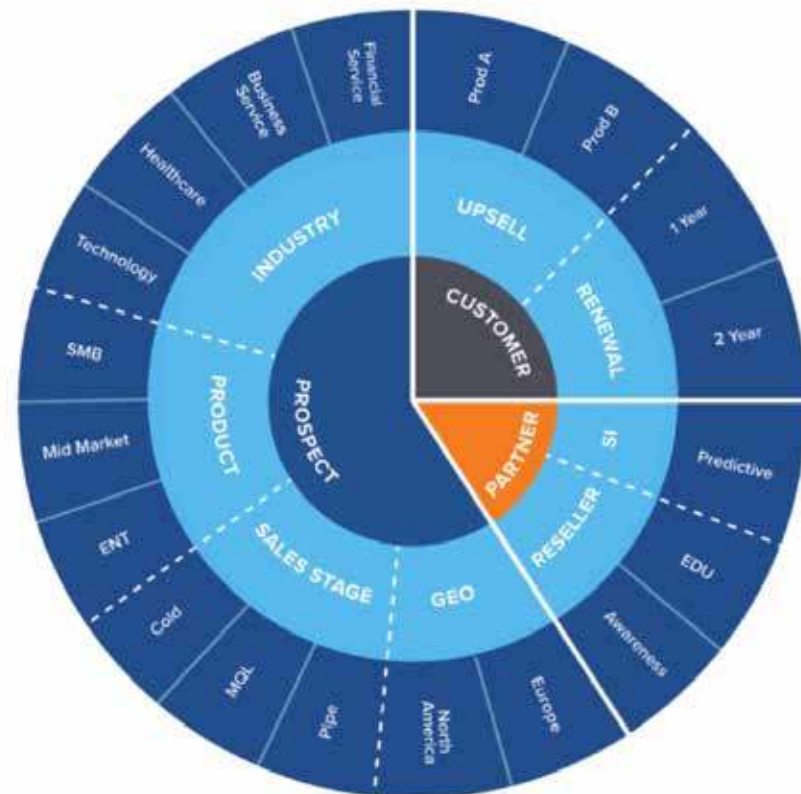 Financial
Service
Business
Service
Healthcare
Technology
SMB
Mid Market
ENT
Cold
MQL
Pipe
North
America
Europe
Awareness
EDU
Predictive
2 Year
1 Year
Prod B
Prod A
INDUSTRY
PRODUCT
SALES STAGE
GEO
RESELLER
SI
RENEWAL
UPSELL
PROSPECT
PARTNER
CUSTOMER